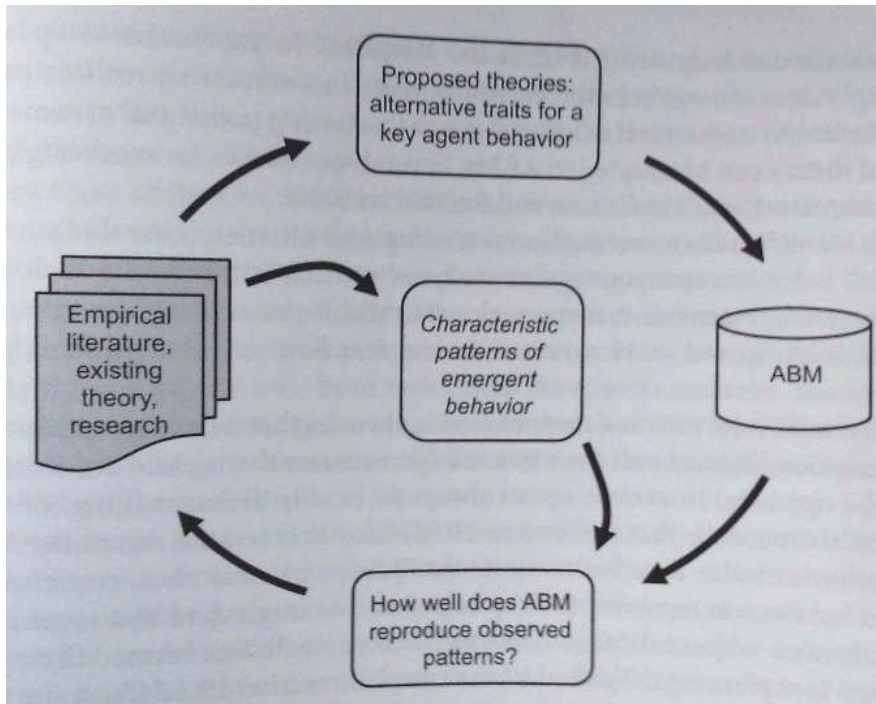 Proposed theories:
alternative traits for a
key agent behavior
Empirical
literature,
existing
theory,
research
Characteristic
patterns of
emergent
behavior
ABM
How well does ABM
reproduce observed
patterns?